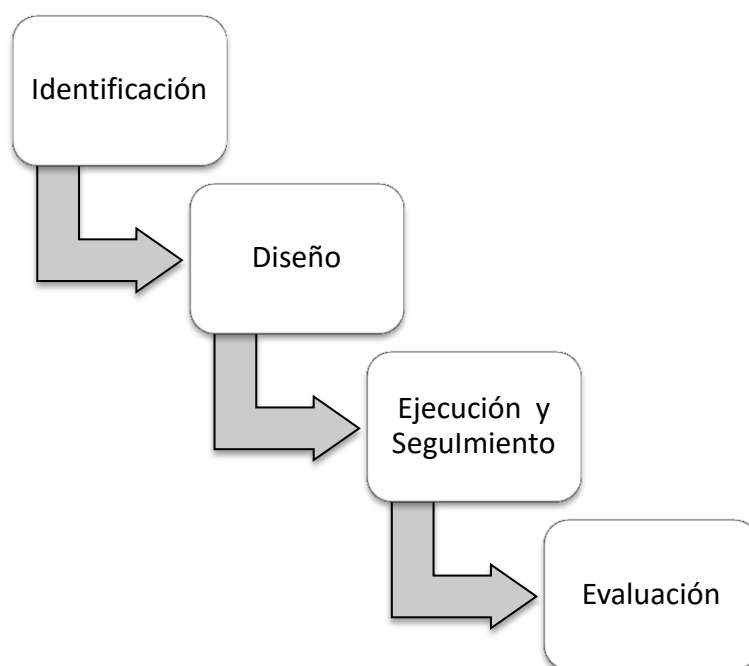 Identificación
Diseño
Ejecución y
SeguImiento
Evaluación